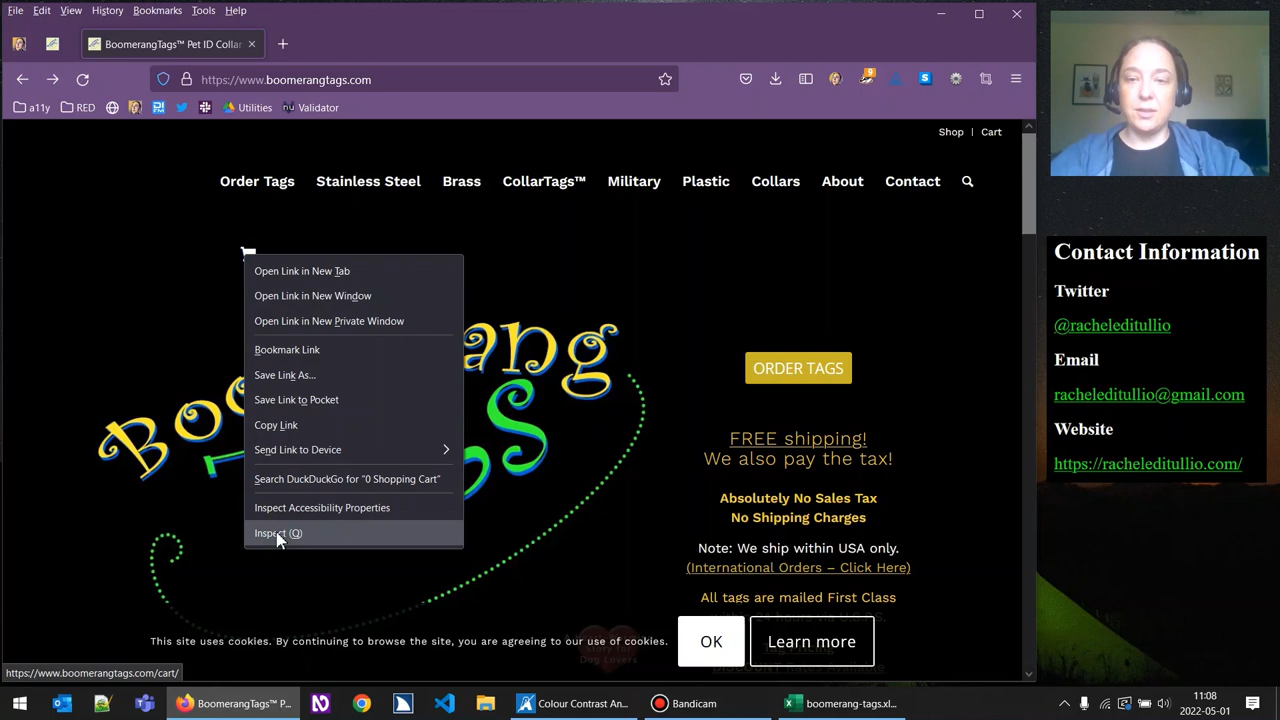 File Edit View History Bookmarks Tools Help
BoomerangTags™ Pet ID Collar
https://www.boomerangtags.com
9
S
a11y RED Utilities Validator
Shop | Cart
Order Tags Stainless Steel Brass CollarTags™ Military Plastic Collars About Contact
Open Link in New Tab
Open Link in New Window
Open Link in New Private Window
Bookmark Link
Save Link As...
Save Link to Pocket
Copy Link
Send Link to Device
Search DuckDuckGo for "0 Shopping Cart"
Inspect Accessibility Properties
Inspect (Q)
ORDER TAGS
FREE shipping!
We also pay the tax!
Absolutely No Sales Tax
No Shipping Charges
Note: We ship within USA only.
(International Orders – Click Here)
All tags are mailed First Class
This site uses cookies. By continuing to browse the site, you are agreeing to our use of cookies.
OK
Learn more
https://www.boomerangtags.com/cart/
Contact Information
Twitter
@racheleditullio
Email
racheleditullio@gmail.com
Website
https://racheleditullio.com/
BoomerangTags™ P...
Colour Contrast An...
Bandicam
boomerang-tags.xl...
11:08
2022-05-01